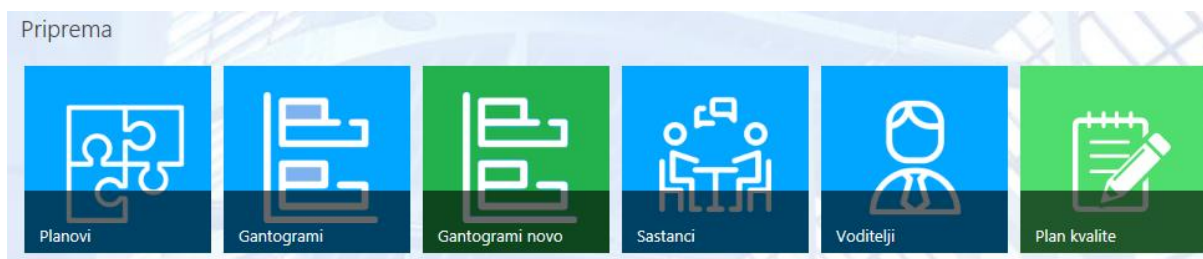 Priprema
Planovi
Gantogrami
Gantogrami novo
Sastanci
Voditelji
Plan kvalite